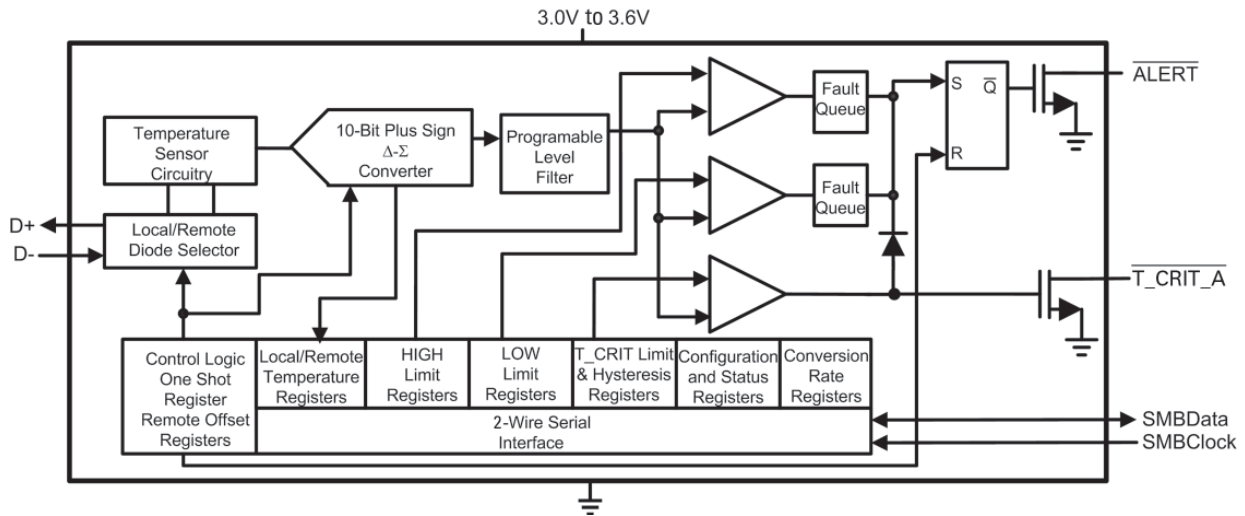 3.0V to 3.6V
ALERT
Fault
Queue
S
Q
R
Temperature
Sensor
Circuitry
10-Bit Plus Sign
Δ-Σ
Converter
Programable
Level
Filter
Fault
Queue
D+
D-
Local/Remote
Diode Selector
T_CRIT_A
Control Logic
One Shot
Register
Remote Offset
Registers
Local/Remote
Temperature
Registers
HIGH
Limit
Registers
LOW
Limit
Registers
T_CRIT Limit
& Hysteresis
Registers
Configuration
and Status
Registers
Conversion
Rate
Registers
2-Wire Serial
Interface
SMBData
SMBClock